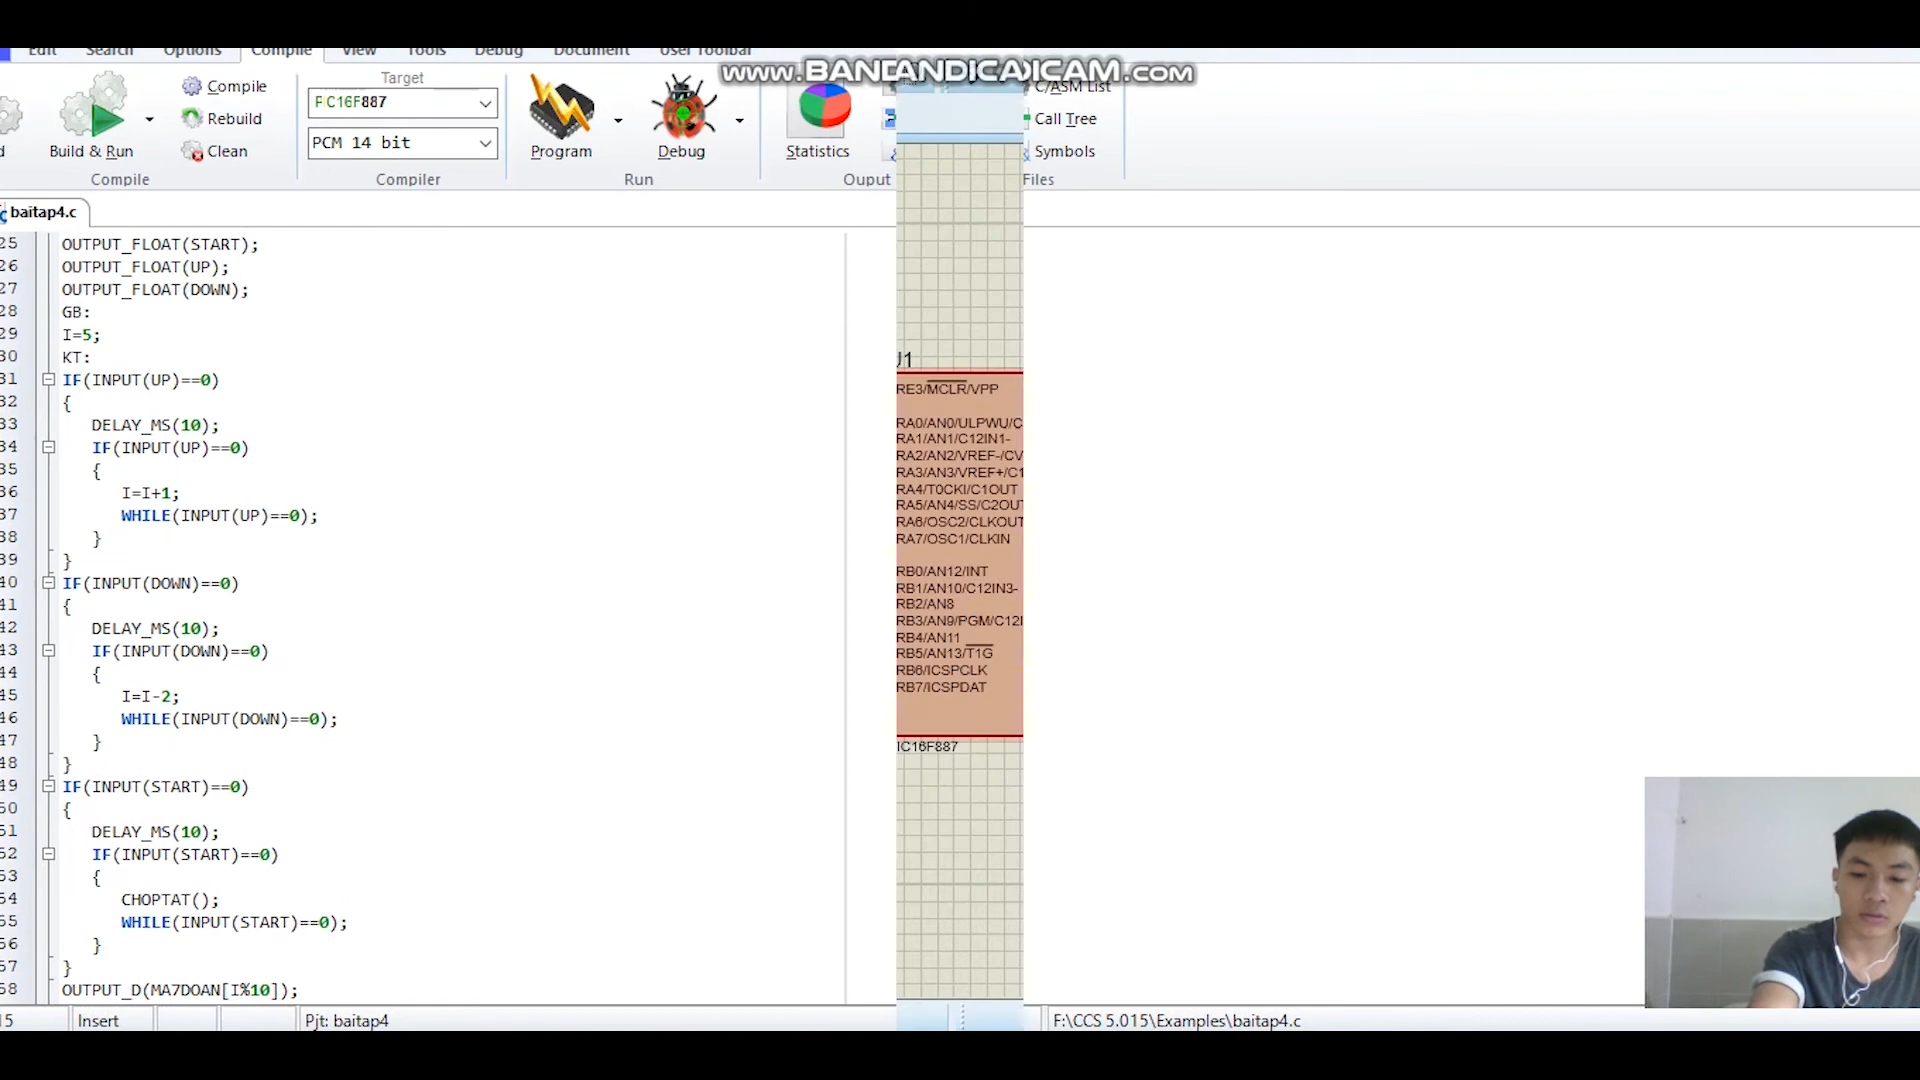 Edit Search Options Compile View Tools Debug Document User Toolbar
Compile
Rebuild
Clean
Build & Run
Compile
Target
PCM 14 bit
Compiler
Program
Debug
Run
Statistics
C/ASM List
Call Tree
Symbols
Ouput
Files
baitap4.c
25 OUTPUT_FLOAT(START);
26 OUTPUT_FLOAT(UP);
27 OUTPUT_FLOAT(DOWN);
28 GB:
29 I=5;
30 KT:
31 IF(INPUT(UP)==0)
32 {
33 DELAY_MS(10);
34 IF(INPUT(UP)==0)
35 {
36 I=I+1;
37 WHILE(INPUT(UP)==0);
38 }
39 }
40 IF(INPUT(DOWN)==0)
41 {
42 DELAY_MS(10);
43 IF(INPUT(DOWN)==0)
44 {
45 I=I-2;
46 WHILE(INPUT(DOWN)==0);
47 }
48 }
49 IF(INPUT(START)==0)
50 {
51 DELAY_MS(10);
52 IF(INPUT(START)==0)
53 {
54 CHOPTAT();
55 WHILE(INPUT(START)==0);
56 }
57 }
58 OUTPUT_D(MA7DOAN[I%10]);
RE3/MCLR/VPP
RA0/AN0/ULPWU/C
RA1/AN1/C12IN1-
RA2/AN2/VREF-/CV
RA3/AN3/VREF+/C1
RA4/T0CKI/C1OUT
RA5/AN4/SS/C2OUT
RA6/OSC2/CLKOUT
RA7/OSC1/CLKIN
RB0/AN12/INT
RB1/AN10/C12IN3-
RB2/AN8
RB3/AN9/PGM/C12I
RB4/AN11
RB5/AN13/T1G
RB6/ICSPCLK
RB7/ICSPDAT
IC16F887
Insert
Pjt: baitap4
F:\CCS 5.015\Examples\baitap4.c